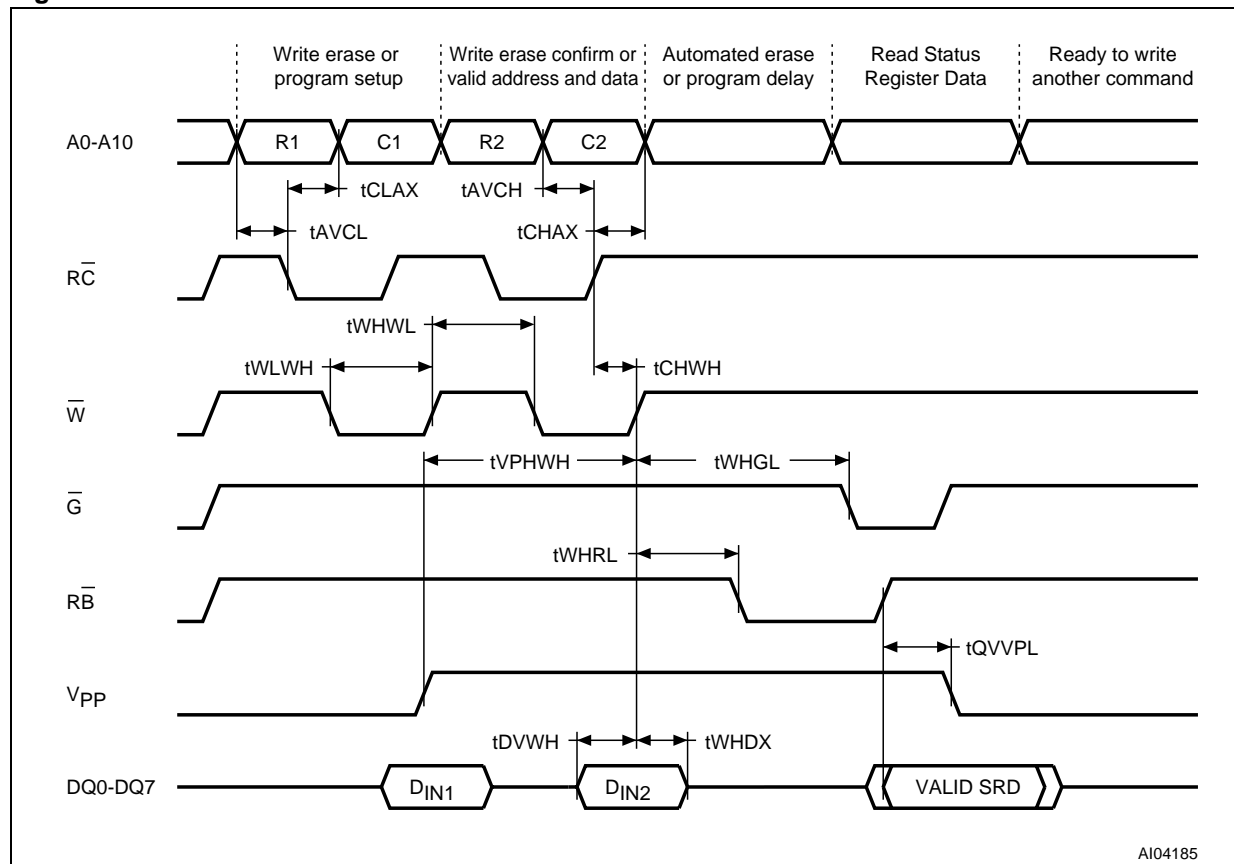 Write erase or
program setup
Write erase confirm or
valid address and data
Automated erase
or program delay
Read Status
Register Data
Ready to write
another command
A0-A10
R1
C1
R2
C2
tCLAX
tAVCH
tAVCL
tCHAX
RC̅
tWHWL
tWLWH
tCHWH
W̅
tVPHWH
tWHGL
G̅
tWHRL
RB̅
tQVVPL
VPP
tDVWH
tWHDX
DQ0-DQ7
DIN1
DIN2
VALID SRD
AI04185